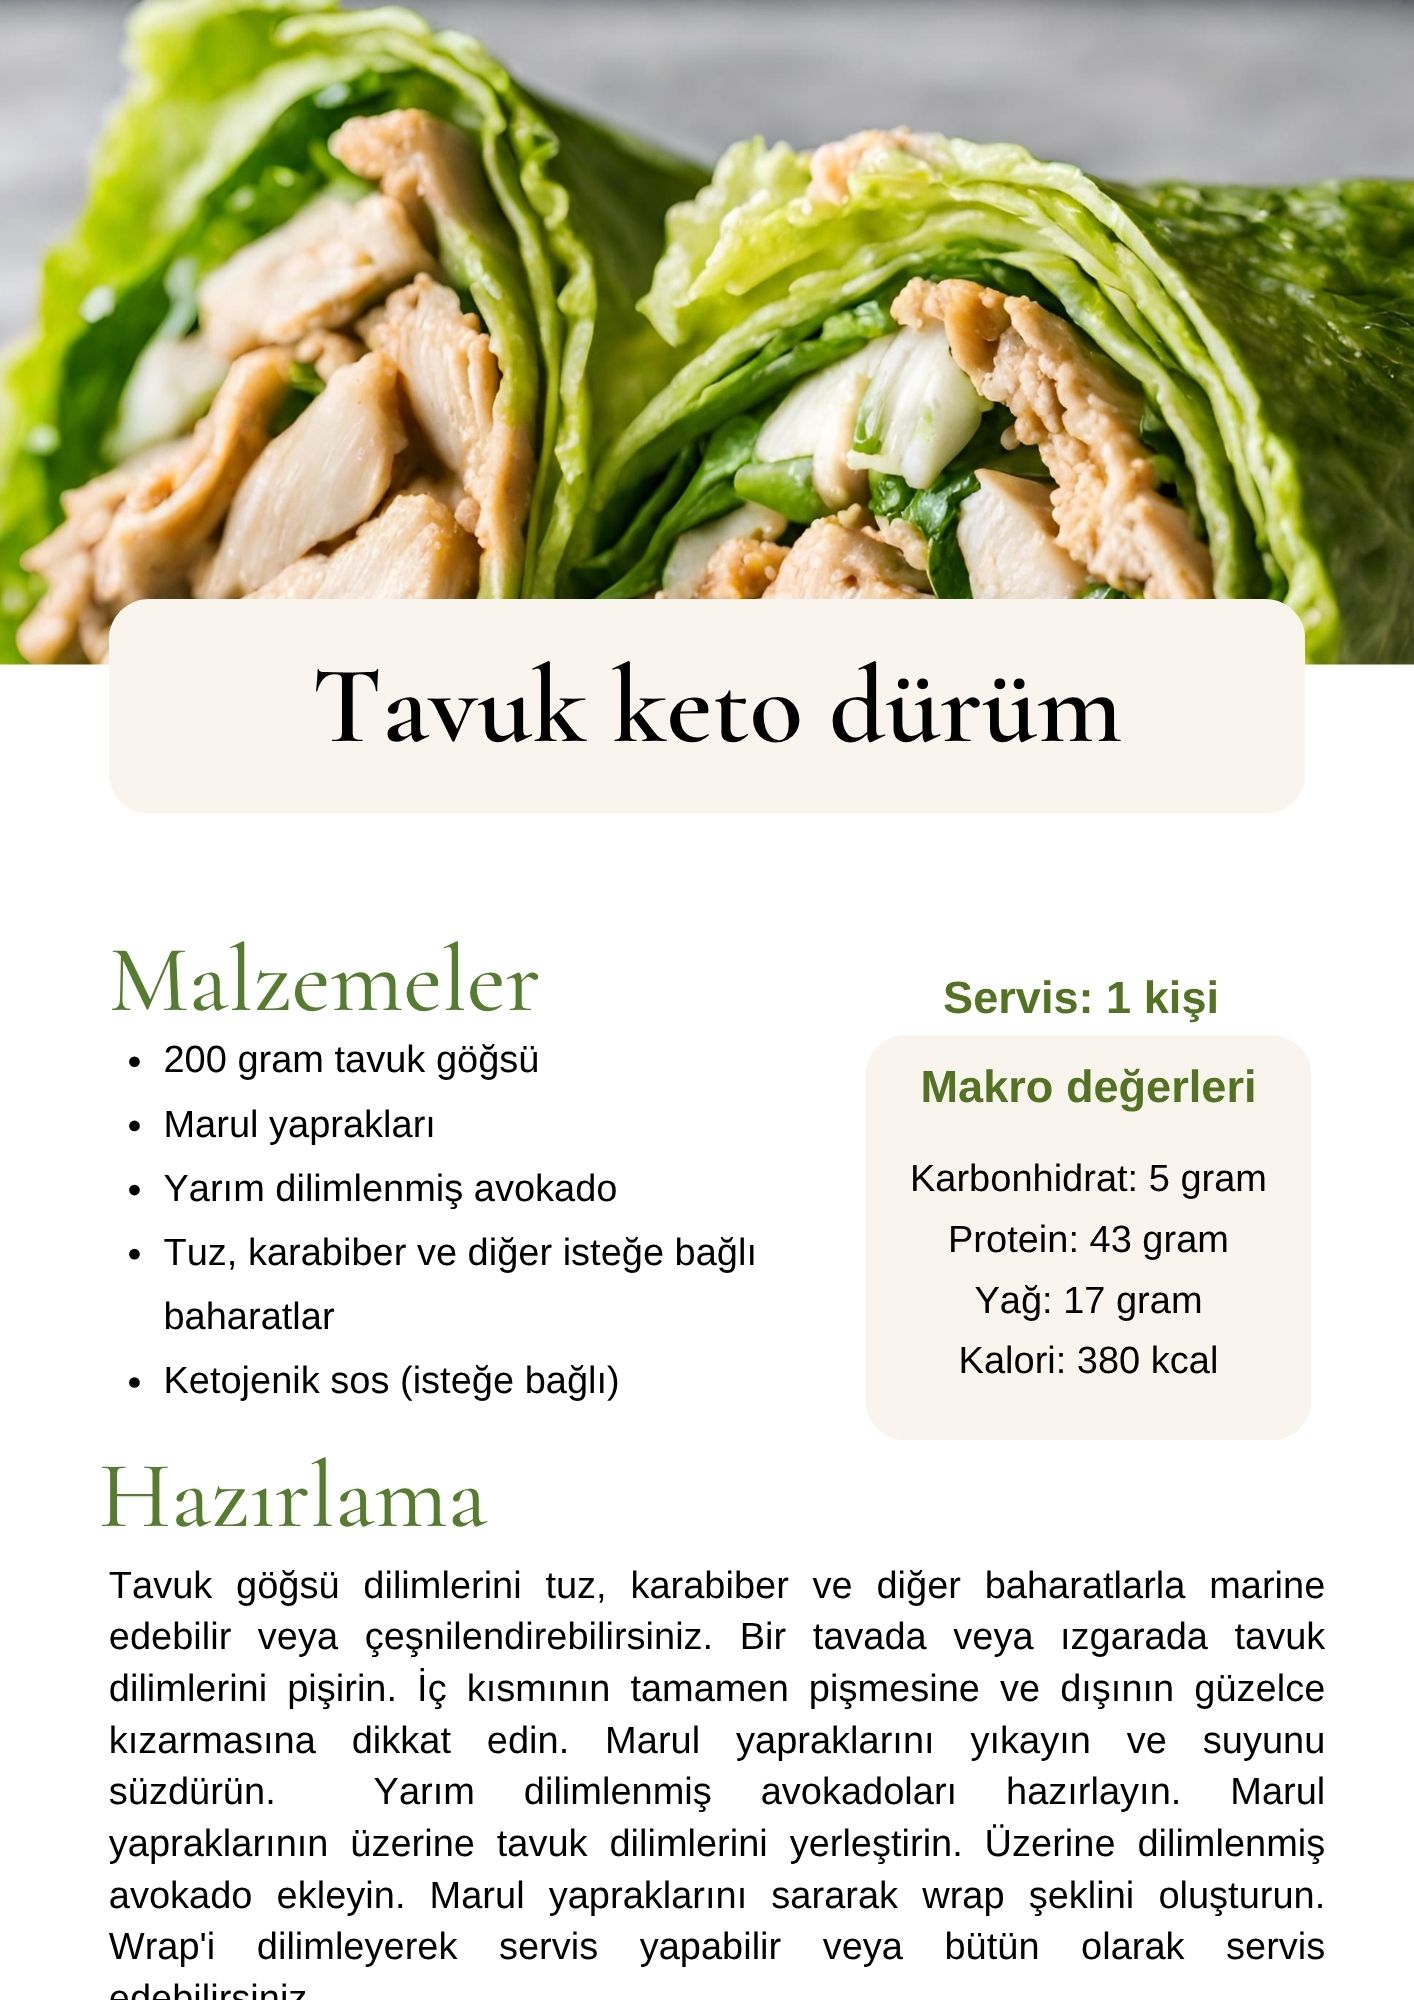 Tavuk keto dürüm
Malzemeler
• 200 gram tavuk göğsü
• Marul yaprakları
• Yarım dilimlenmiş avokado
• Tuz, karabiber ve diğer isteğe bağlı
baharatlar
• Ketojenik sos (isteğe bağlı)
Servis: 1 kişi
Makro değerleri
Karbonhidrat: 5 gram
Protein: 43 gram
Yağ: 17 gram
Kalori: 380 kcal
Hazırlama
Tavuk göğsü dilimlerini tuz, karabiber ve diğer baharatlarla marine
edebilir veya çeşnilendirebilirsiniz. Bir tavada veya ızgarada tavuk
dilimlerini pişirin. İç kısmının tamamen pişmesine ve dışının güzelce
kızarmasına dikkat edin. Marul yapraklarını yıkayın ve suyunu
süzdürün. Yarım dilimlenmiş avokadoları hazırlayın. Marul
yapraklarının üzerine tavuk dilimlerini yerleştirin. Üzerine dilimlenmiş
avokado ekleyin. Marul yapraklarını sararak wrap şeklini oluşturun.
Wrap'i dilimleyerek servis yapabilir veya bütün olarak servis
edebilirsiniz.